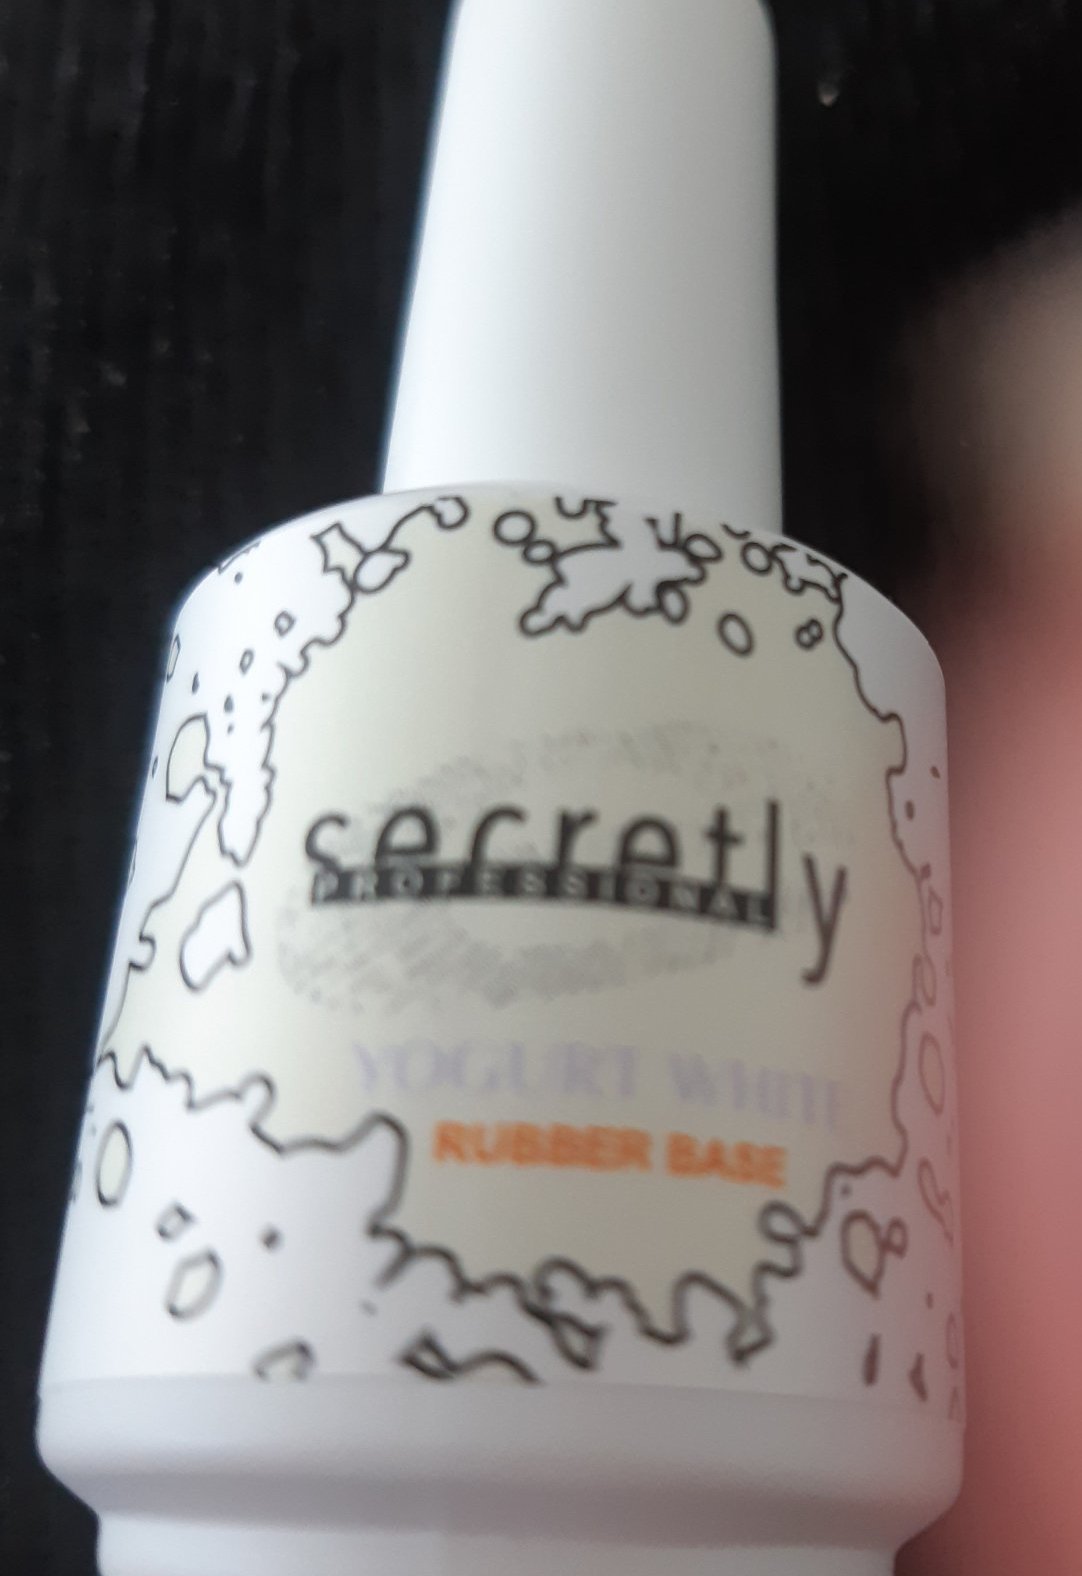 secretly
PROFESSIONAL
YOGURT WHITE
RUBBER BASE